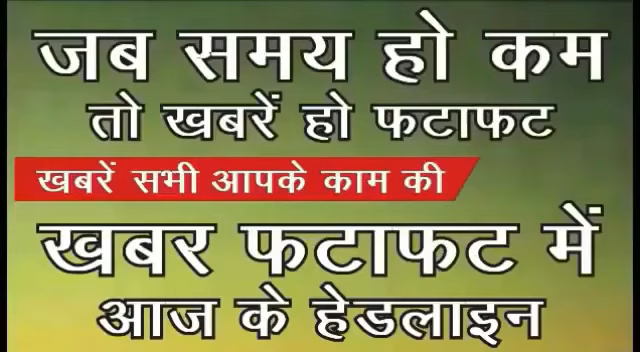 जब समय हो कम
तो खबरें हो फटाफट
खबरें सभी आपके काम की
खबर फटाफट में
आज के हेडलाइन